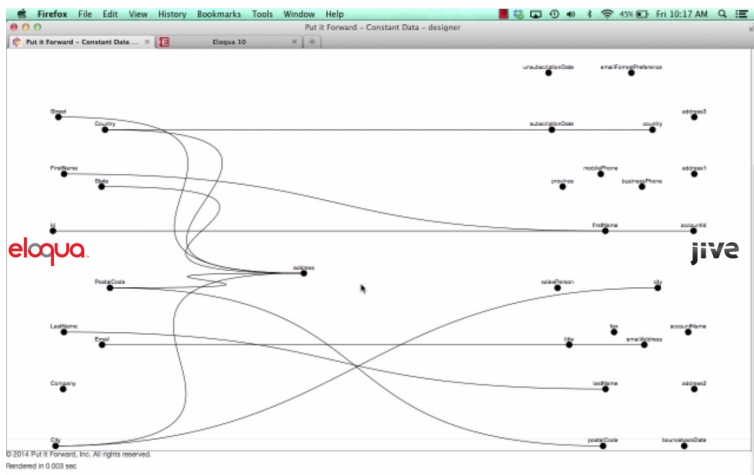 Firefox File Edit View History Bookmarks Tools Window Help 45% Fri 10:17 AM
Put it Forward – Constant Data – designer
Put it Forward – Constant Data ... × Eloqua 10 × +
unsubscriptionDate emailFormatPreference
Street address3
Country subscriptionDate country
FirstName mobilePhone address1
State province businessPhone
Id firstName accountId
eloqua jive
address
PostalCode salesPerson city
LastName fax accountName
Email title emailAddress
Company lastName address2
City postalCode bouncebackDate
© 2014 Put It Forward, Inc. All rights reserved.
Rendered in 0.003 sec